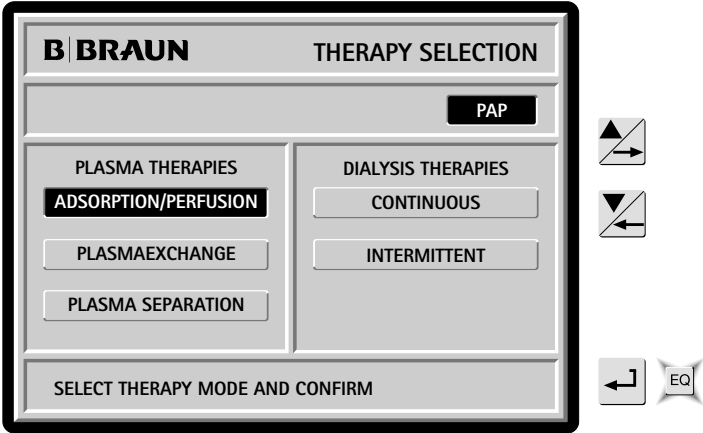 B BRAUN
THERAPY SELECTION
PAP
PLASMA THERAPIES
ADSORPTION/PERFUSION
PLASMAEXCHANGE
PLASMA SEPARATION
DIALYSIS THERAPIES
CONTINUOUS
INTERMITTENT
SELECT THERAPY MODE AND CONFIRM
EQ